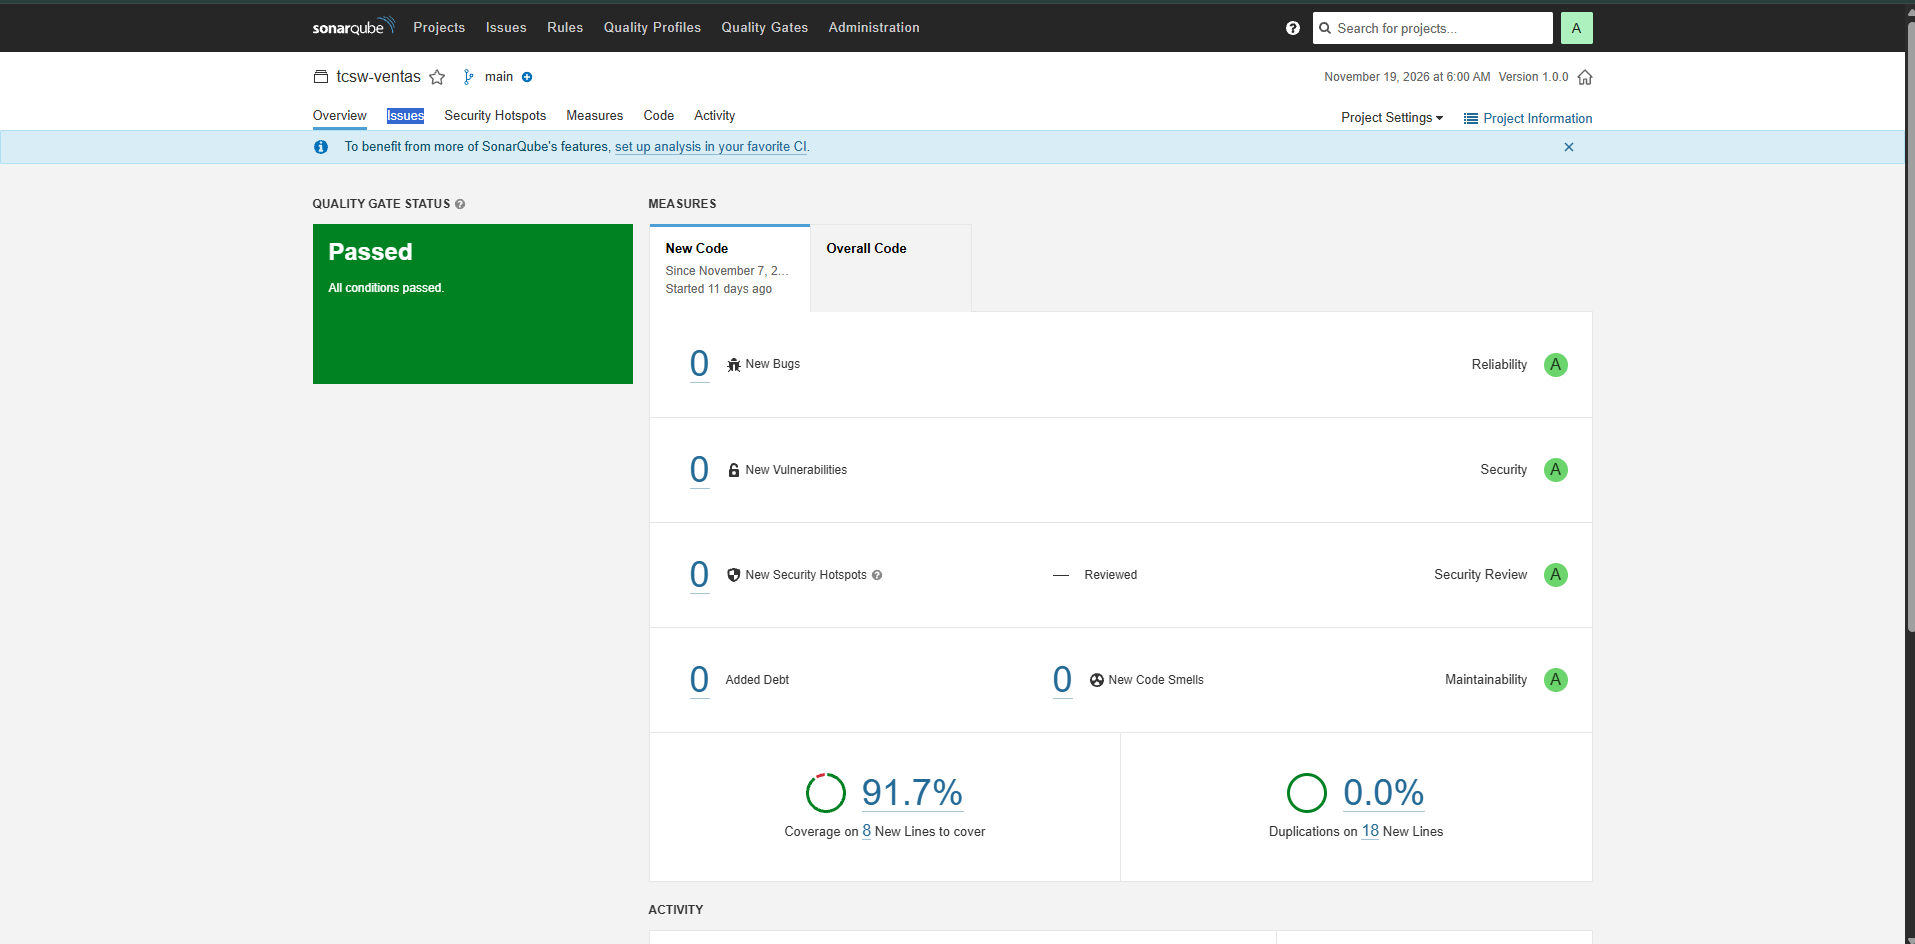 sonarqube Projects Issues Rules Quality Profiles Quality Gates Administration Search for projects... A
tcsw-ventas main November 19, 2026 at 6:00 AM Version 1.0.0
Overview Issues Security Hotspots Measures Code Activity Project Settings Project Information
To benefit from more of SonarQube's features, set up analysis in your favorite CI.
QUALITY GATE STATUS
Passed
All conditions passed.
MEASURES
New Code
Since November 7, 2...
Started 11 days ago
Overall Code
0 New Bugs Reliability A
0 New Vulnerabilities Security A
0 New Security Hotspots — Reviewed Security Review A
0 Added Debt 0 New Code Smells Maintainability A
91.7%
Coverage on 8 New Lines to cover
0.0%
Duplications on 18 New Lines
ACTIVITY